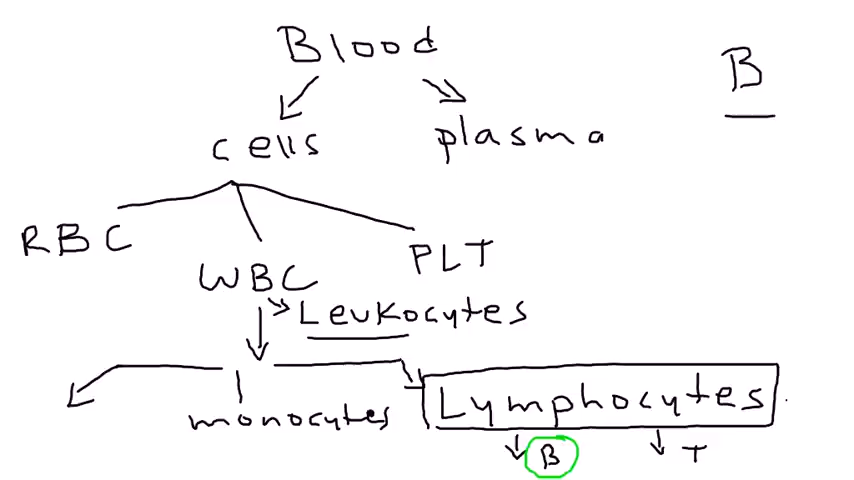 Blood
B
cells
plasma
RBC
WBC
PLT
Leukocytes
monocytes
Lymphocytes
B
T